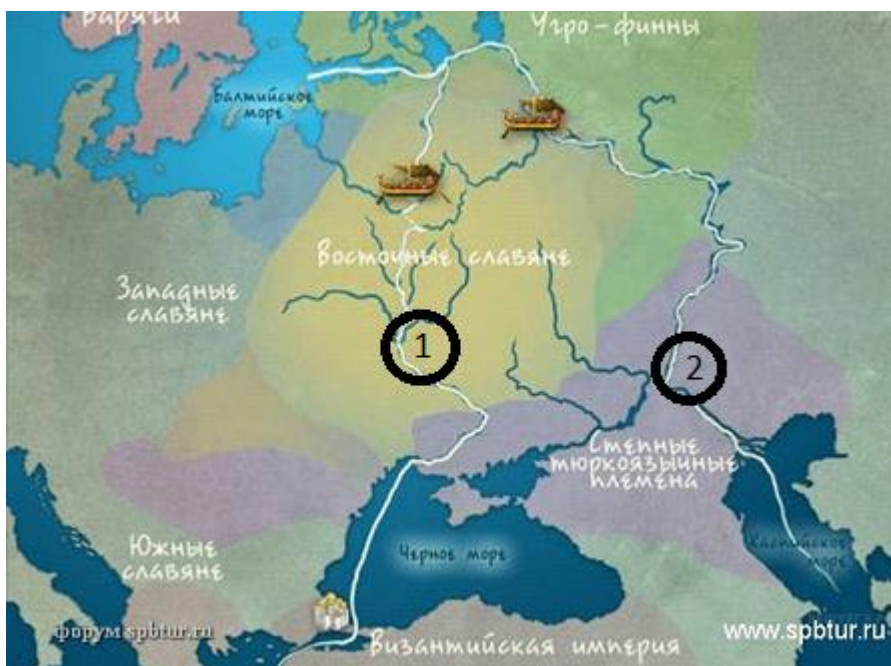 Варяги
Угро-финны
Балтийское
море
Восточные славяне
Западные
славяне
1
2
Степные
тюркоязычные
племена
Южные
славяне
Черное море
Каспийское
море
форум spbtur.ru
Византийская империя
www.spbtur.ru